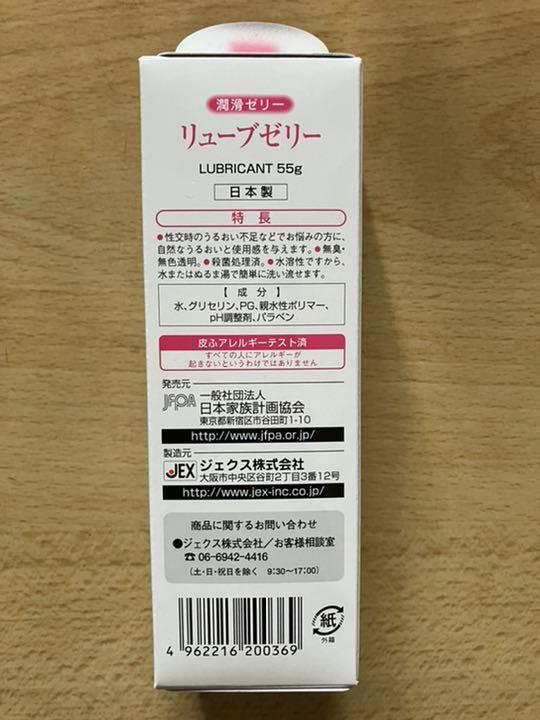 潤滑ゼリー
リューブゼリー
LUBRICANT 55g
日本製
特長
●性交時のうるおい不足などでお悩みの方に、
自然なうるおいと使用感を与えます。●無臭・
無色透明。●殺菌処理済。●水溶性ですから、
水またはぬるま湯で簡単に洗い流せます。
【成分】
水、グリセリン、PG、親水性ポリマー、
pH調整剤、パラベン
皮ふアレルギーテスト済
すべての人にアレルギーが
起きないというわけではありません
発売元
JFPA 一般社団法人
日本家族計画協会
東京都新宿区市谷田町1-10
http://www.jfpa.or.jp/
製造元
JEX ジェクス株式会社
大阪市中央区谷町2丁目3番12号
http://www.jex-inc.co.jp/
商品に関するお問い合わせ
●ジェクス株式会社/お客様相談室
☎06-6942-4416
(土・日・祝日を除く 9:30〜17:00)
紙
外箱
4 962216 200369